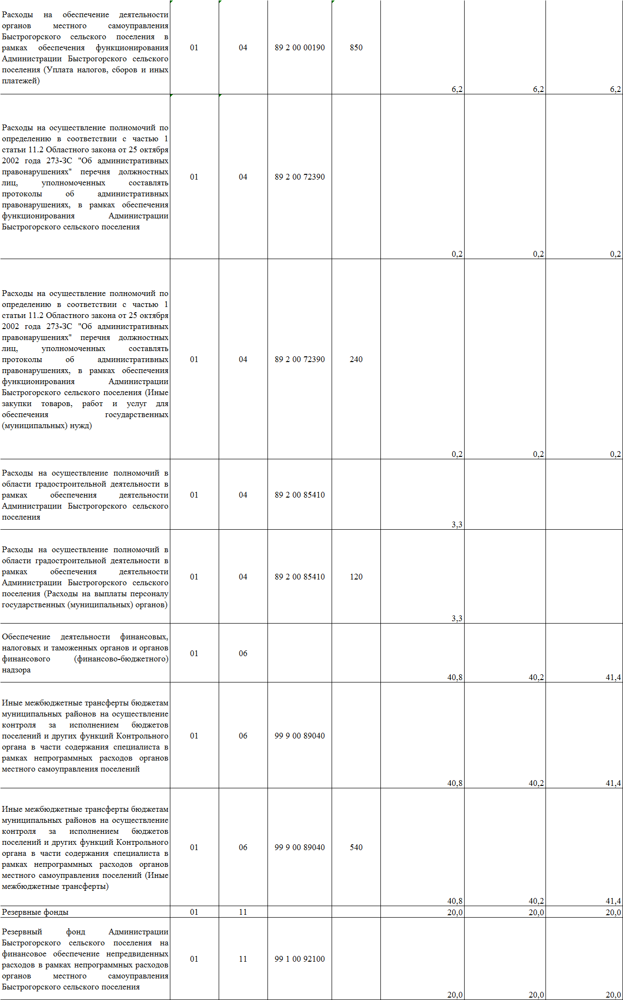 Расходы на обеспечение деятельности
органов местного самоуправления
Быстрогорского сельского поселения в
рамках обеспечения функционирования
Администрации Быстрогорского сельского
поселения (Уплата налогов, сборов и иных
платежей)
01 04 89 2 00 00190 850
6,2 6,2 6,2
Расходы на осуществление полномочий по
определению в соответствии с частью 1
статьи 11.2 Областного закона от 25 октября
2002 года 273-ЗС "Об административных
правонарушениях" перечня должностных
лиц, уполномоченных составлять
протоколы об административных
правонарушениях, в рамках обеспечения
функционирования Администрации
Быстрогорского сельского поселения
01 04 89 2 00 72390
0,2 0,2 0,2
Расходы на осуществление полномочий по
определению в соответствии с частью 1
статьи 11.2 Областного закона от 25 октября
2002 года 273-ЗС "Об административных
правонарушениях" перечня должностных
лиц, уполномоченных составлять
протоколы об административных
правонарушениях, в рамках обеспечения
функционирования Администрации
Быстрогорского сельского поселения (Иные
закупки товаров, работ и услуг для
обеспечения государственных
(муниципальных) нужд)
01 04 89 2 00 72390 240
0,2 0,2 0,2
Расходы на осуществление полномочий в
области градостроительной деятельности в
рамках обеспечения деятельности
Администрации Быстрогорского сельского
поселения
01 04 89 2 00 85410
3,3
Расходы на осуществление полномочий в
области градостроительной деятельности в
рамках обеспечения деятельности
Администрации Быстрогорского сельского
поселения (Расходы на выплаты персоналу
государственных (муниципальных) органов)
01 04 89 2 00 85410 120
3,3
Обеспечение деятельности финансовых,
налоговых и таможенных органов и органов
финансового (финансово-бюджетного)
надзора
01 06
40,8 40,2 41,4
Иные межбюджетные трансферты бюджетам
муниципальных районов на осуществление
контроля за исполнением бюджетов
поселений и других функций Контрольного
органа в части содержания специалиста в
рамках непрограммных расходов органов
местного самоуправления поселений
01 06 99 9 00 89040
40,8 40,2 41,4
Иные межбюджетные трансферты бюджетам
муниципальных районов на осуществление
контроля за исполнением бюджетов
поселений и других функций Контрольного
органа в части содержания специалиста в
рамках непрограммных расходов органов
местного самоуправления поселений (Иные
межбюджетные трансферты)
01 06 99 9 00 89040 540
40,8 40,2 41,4
Резервные фонды 01 11 20,0 20,0 20,0
Резервный фонд Администрации
Быстрогорского сельского поселения на
финансовое обеспечение непредвиденных
расходов в рамках непрограммных расходов
органов местного самоуправления
Быстрогорского сельского поселения
01 11 99 1 00 92100
20,0 20,0 20,0